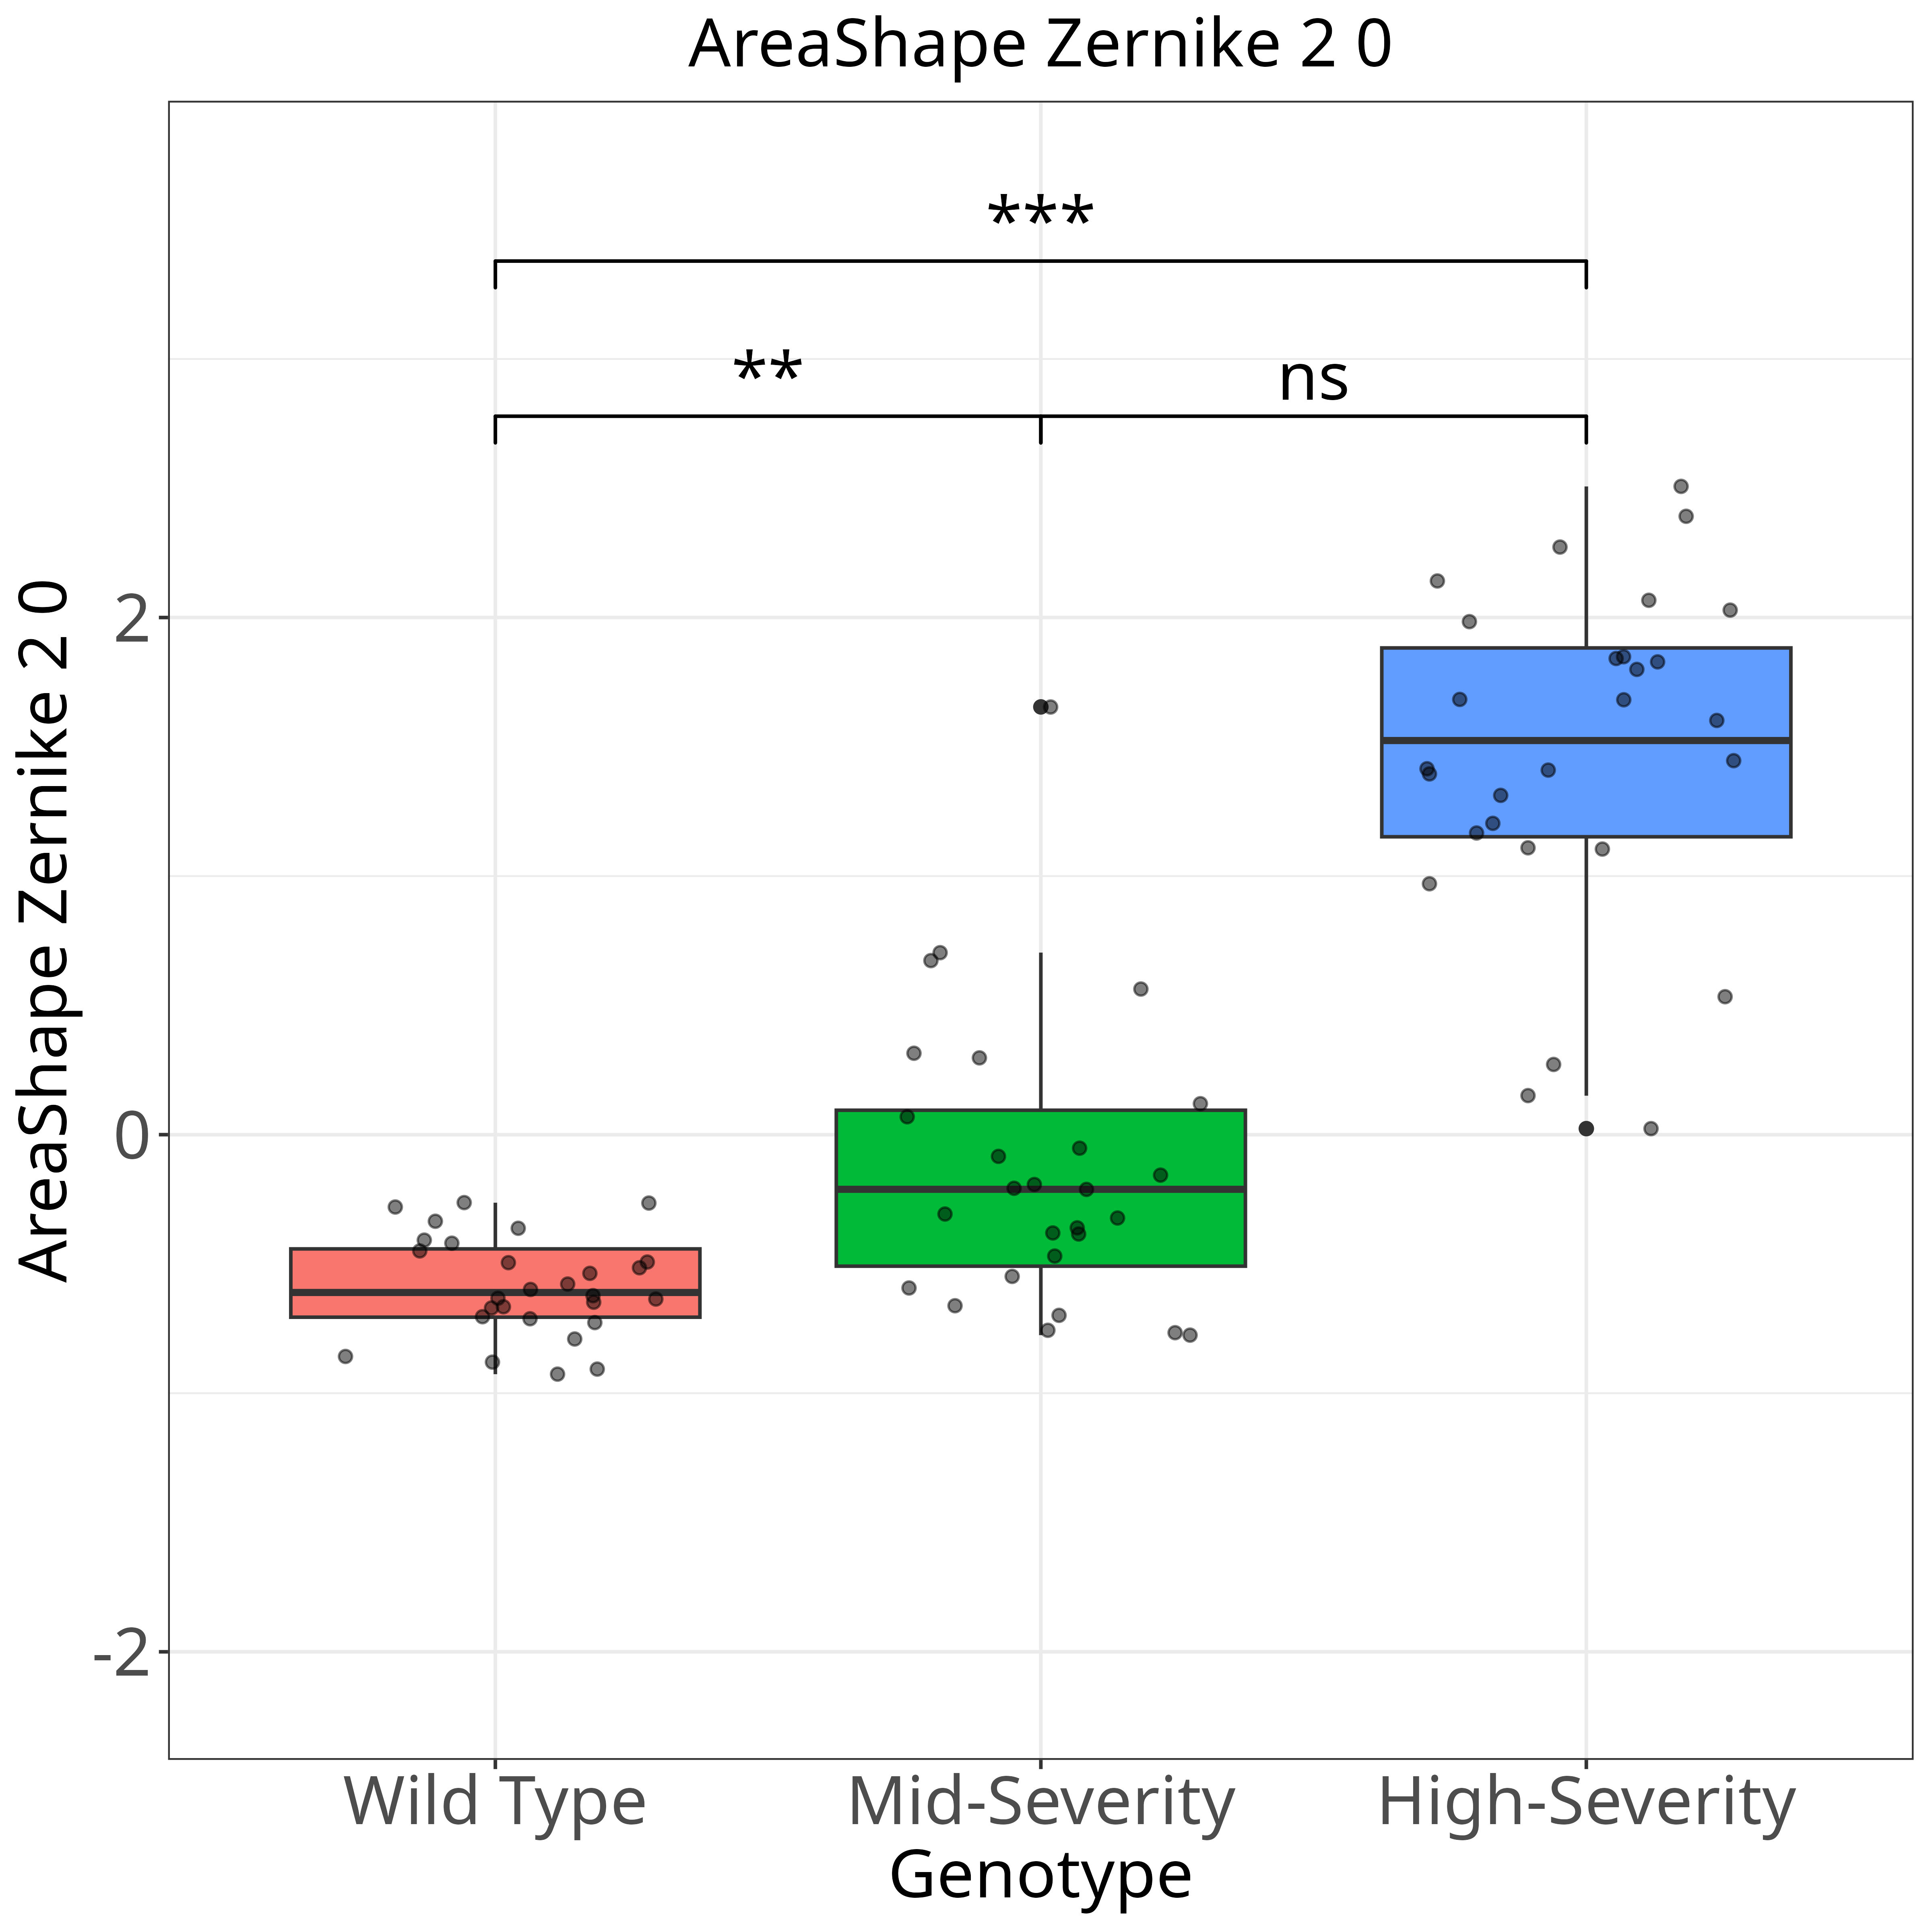 AreaShape Zernike 2 0
***
**
ns
AreaShape Zernike 2 0
2
0
-2
Wild Type
Mid-Severity
High-Severity
Genotype